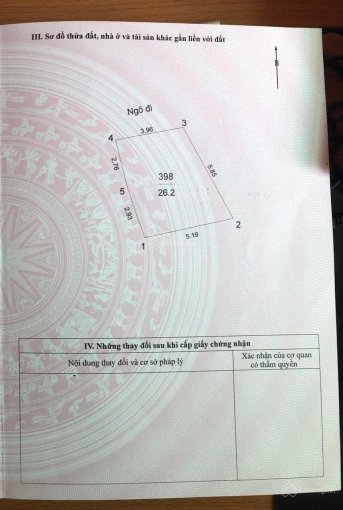 III. Sơ đồ thửa đất, nhà ở và tài sản khác gắn liền với đất
B
Ngõ đi
4
3.96
3
2.76
5.85
398
26.2
5
2.93
1
5.19
2
IV. Những thay đổi sau khi cấp giấy chứng nhận
Nội dung thay đổi và cơ sở pháp lý
Xác nhận của cơ quan
có thẩm quyền